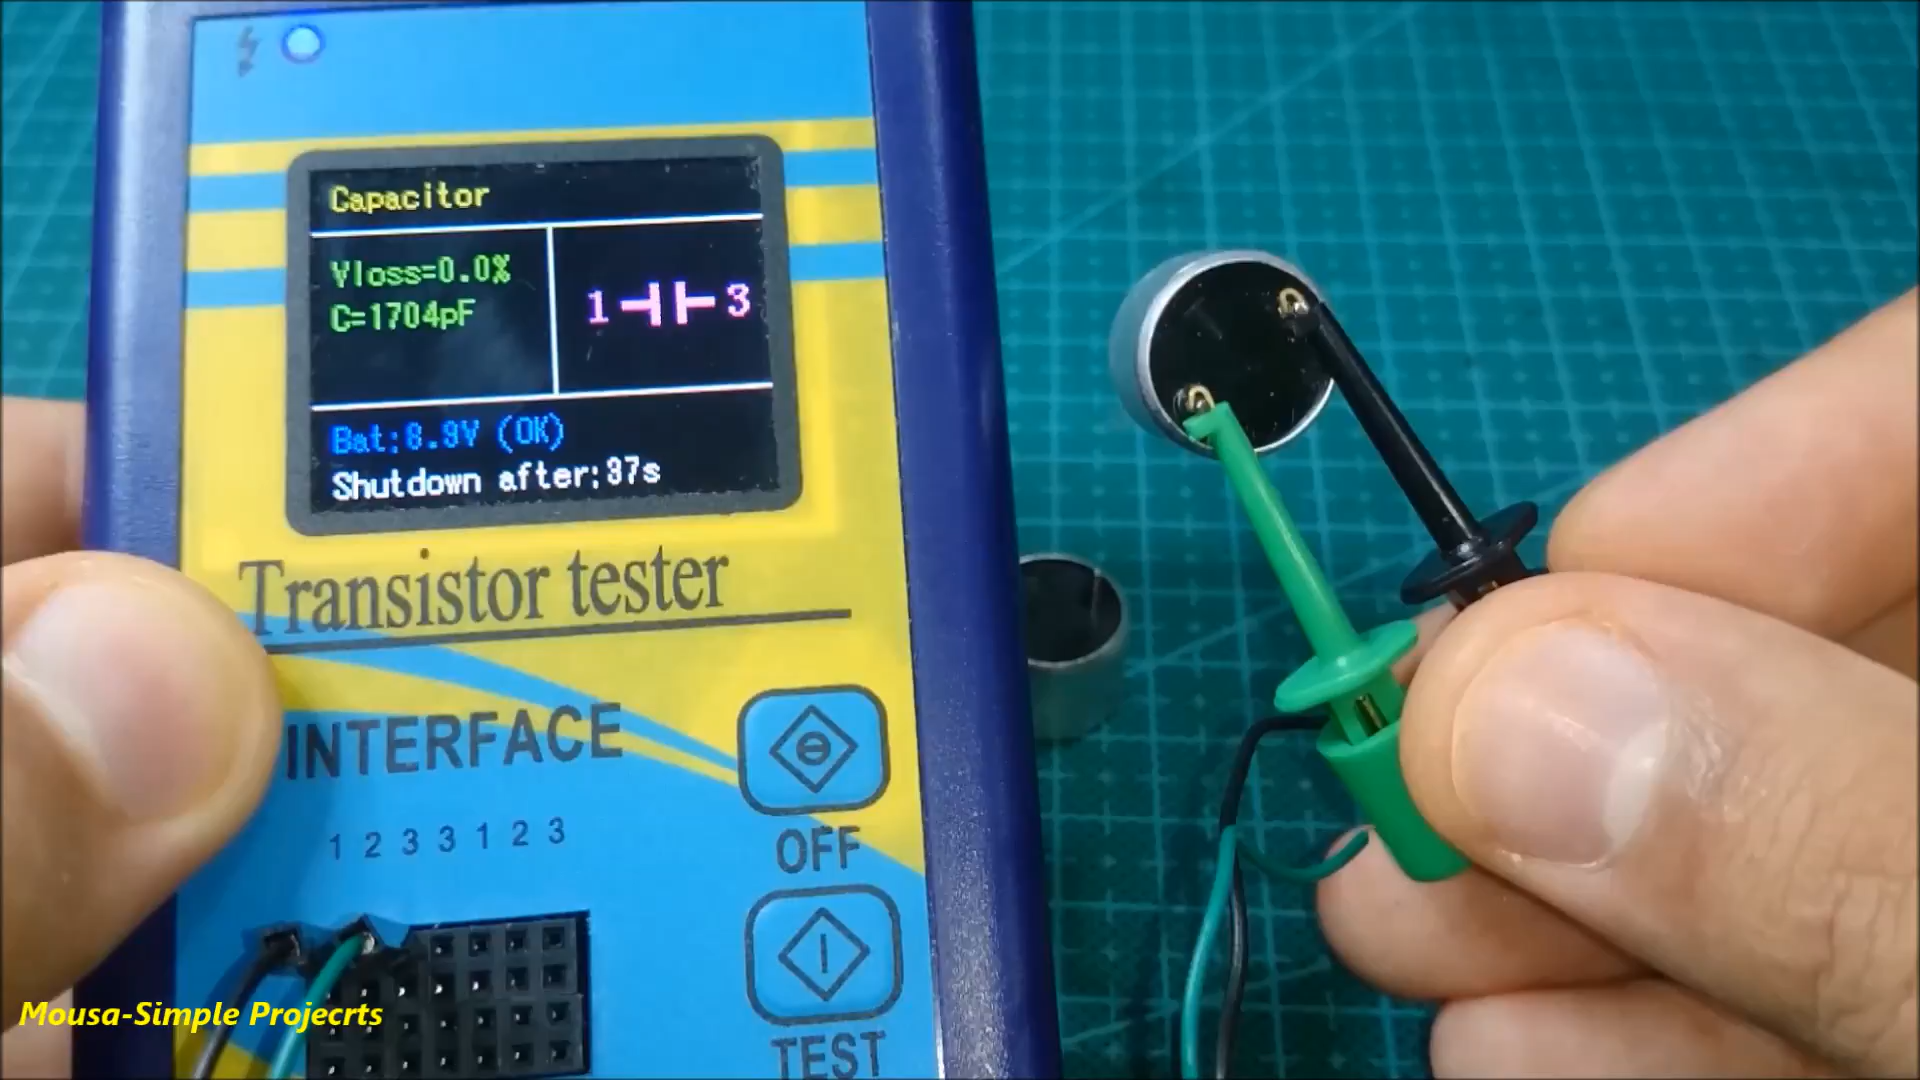 Capacitor
Vloss=0.0%
C=1704pF
1 3
Bat:8.9V (OK)
Shutdown after:37s
Transistor tester
INTERFACE
1 2 3 3 1 2 3
OFF
TEST
Mousa-Simple Projecrts